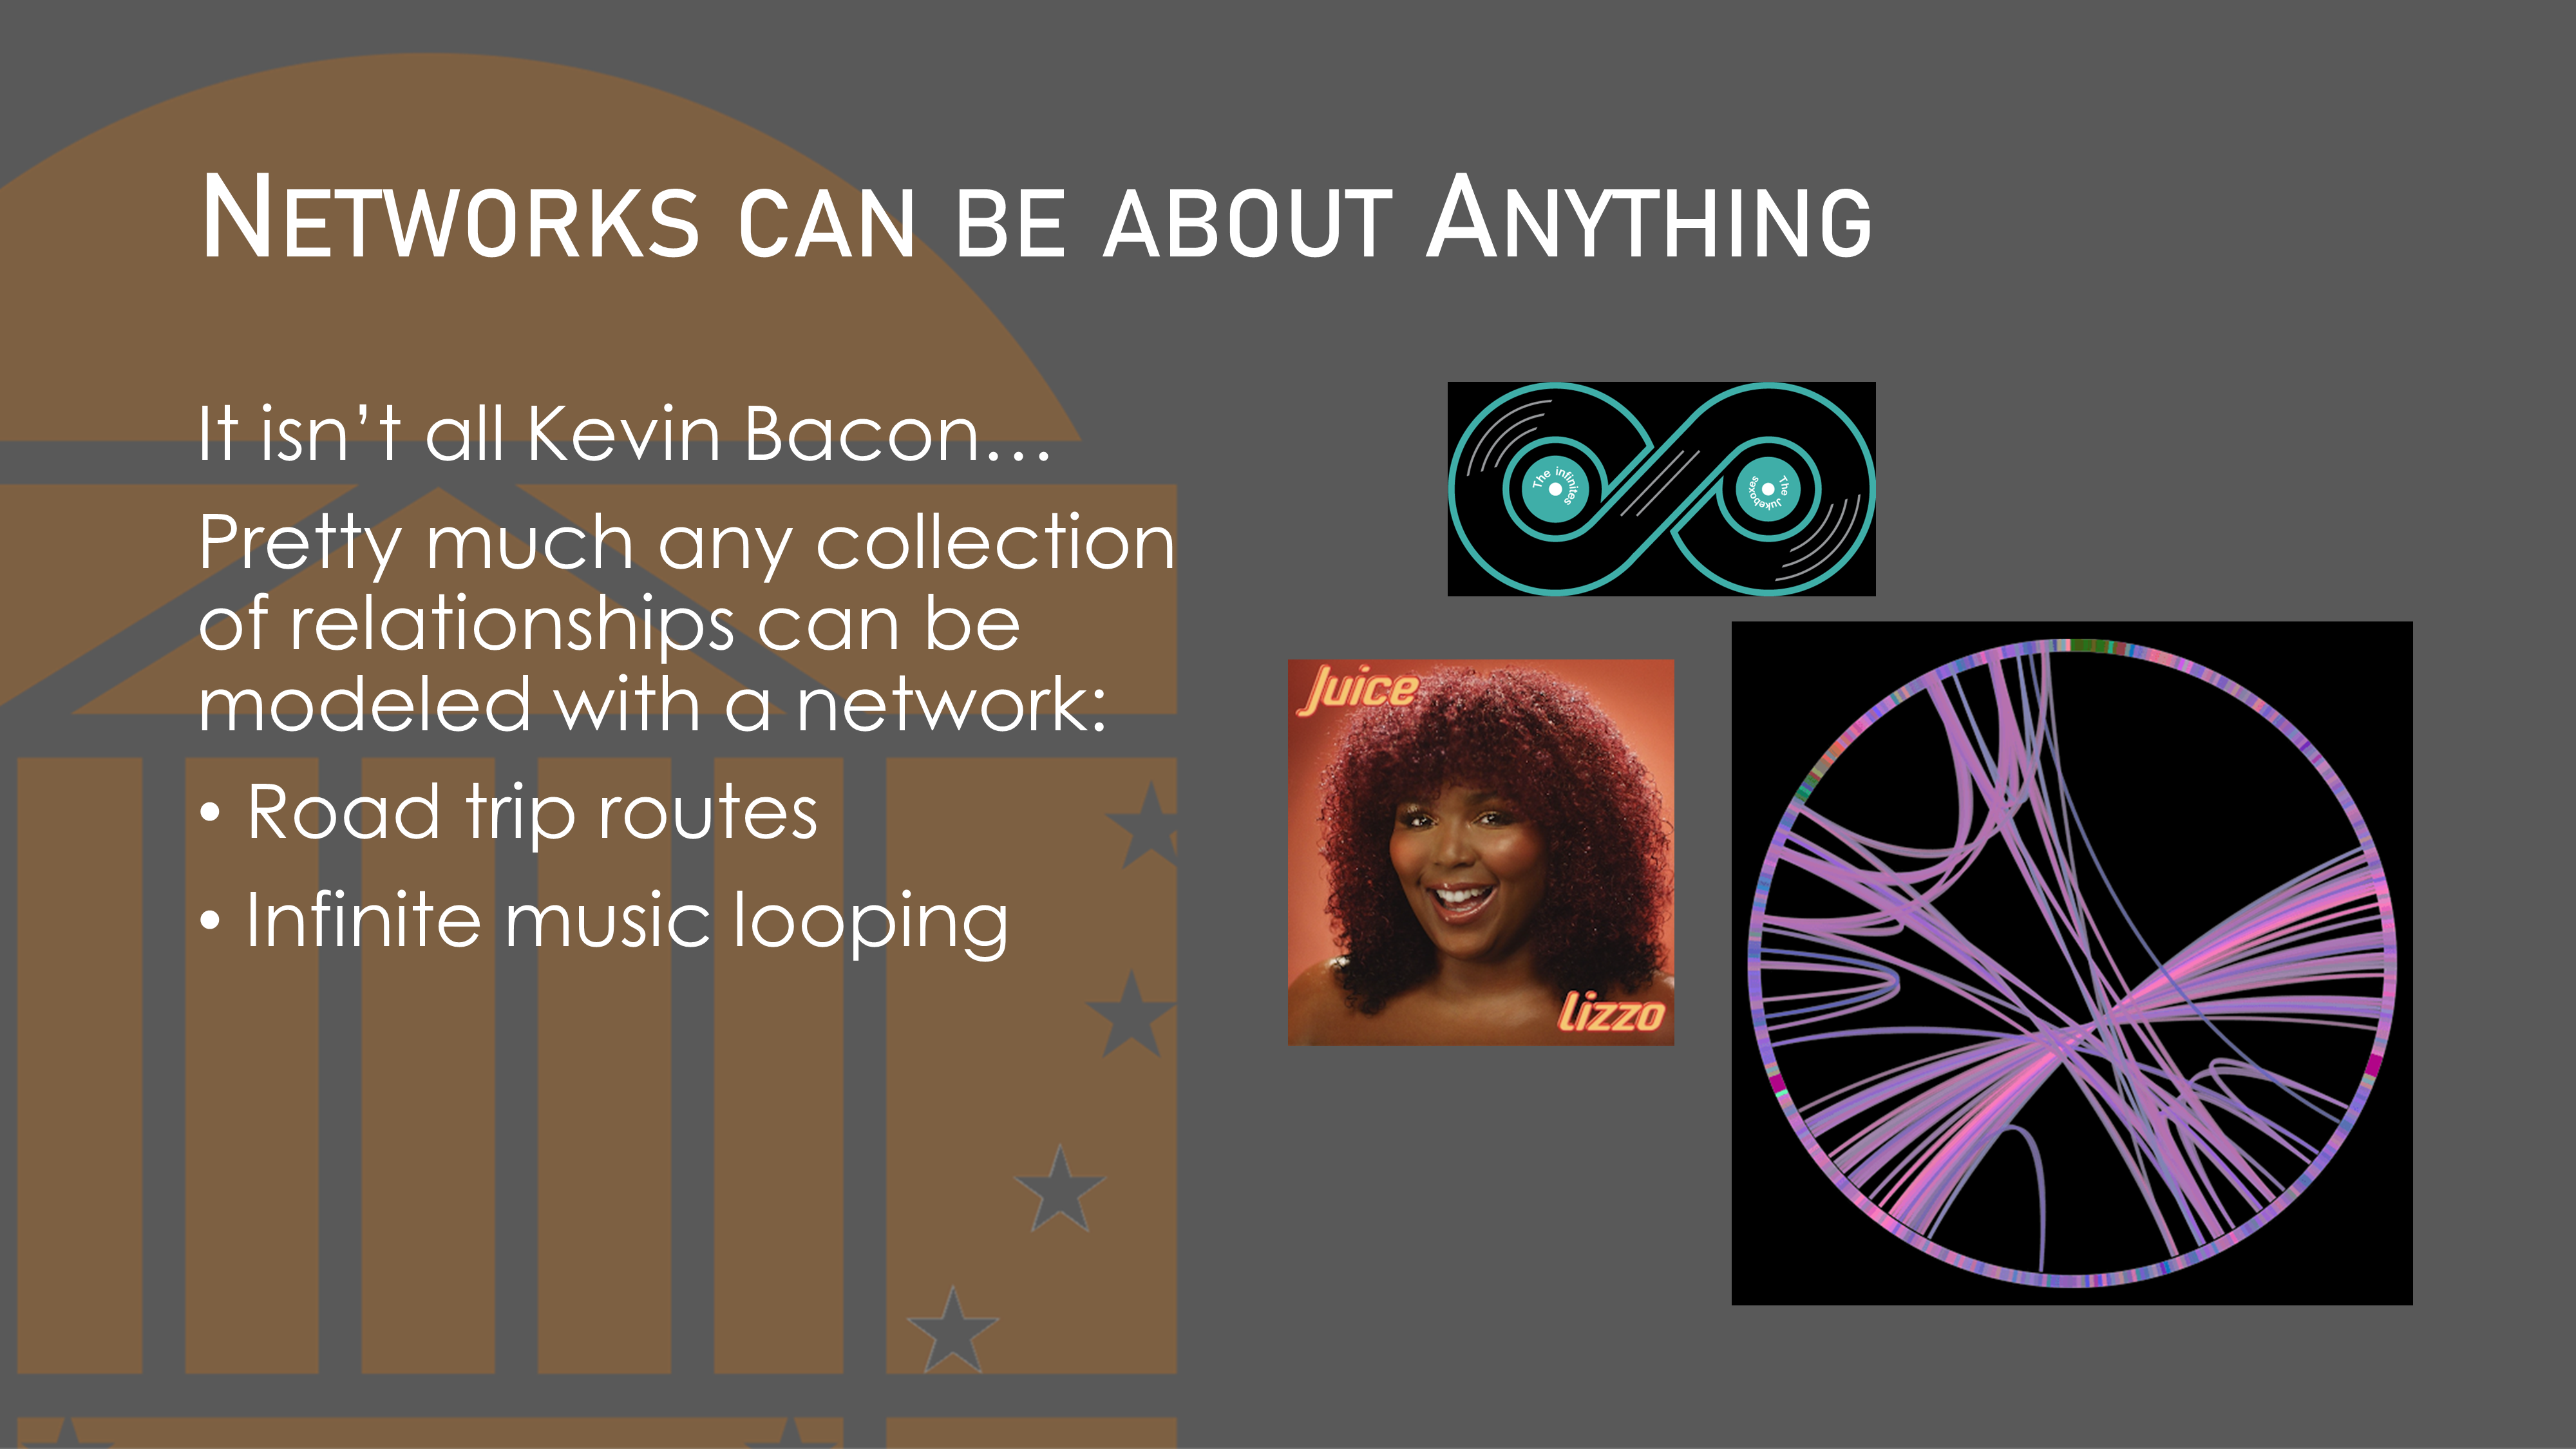 Networks can be about Anything
It isn’t all Kevin Bacon…
Pretty much any collection
of relationships can be
modeled with a network:
• Road trip routes
• Infinite music looping
The infinites
The Jukeboxes
Juice
lizzo